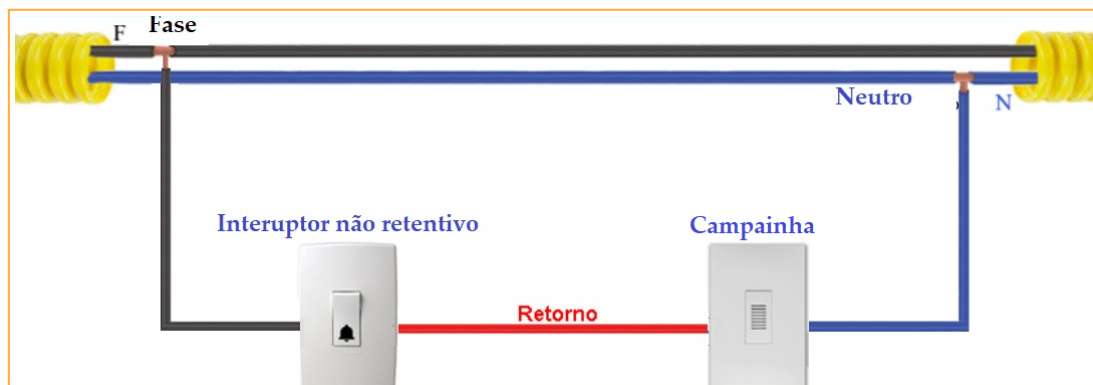 Fase
F
Neutro
N
Interuptor não retentivo
Campainha
Retorno